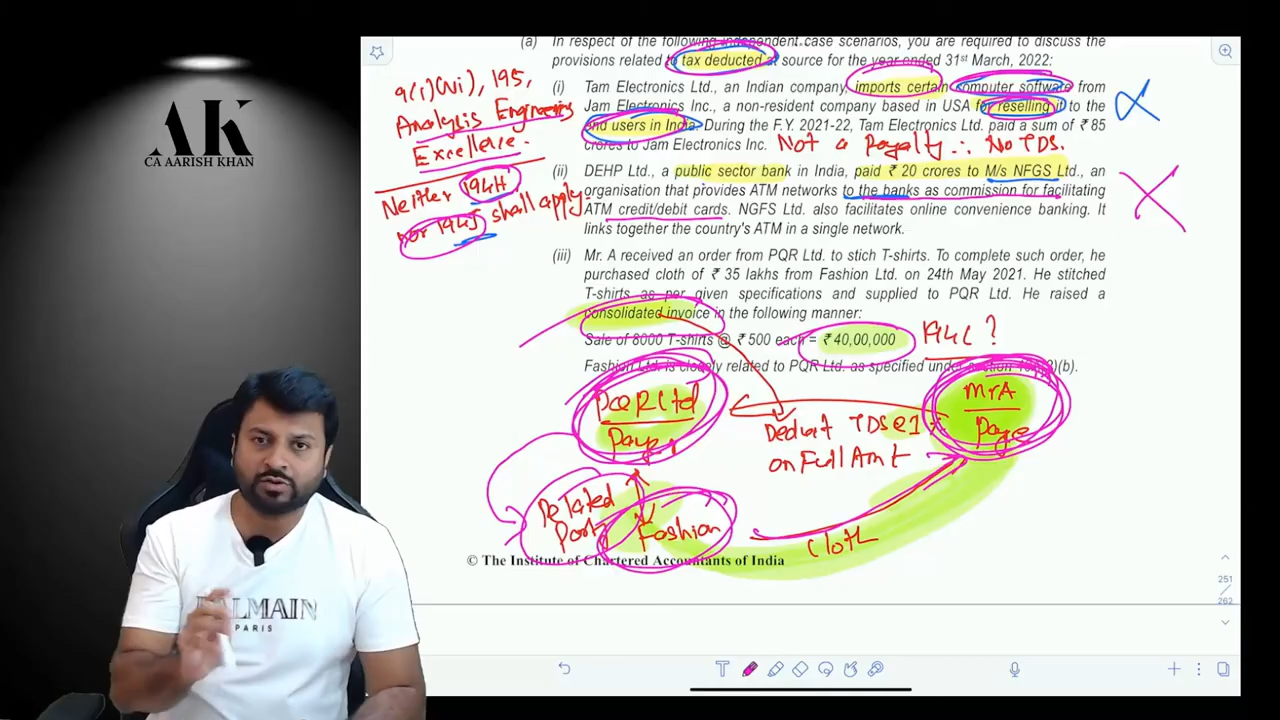 (a) In respect of the following independent case scenarios, you are required to discuss the
provisions related to tax deducted at source for the year ended 31st March, 2022:
(i) Tam Electronics Ltd., an Indian company, imports certain computer software from
Jam Electronics Inc., a non-resident company based in USA for reselling it to the
end users in India. During the F.Y. 2021-22, Tam Electronics Ltd. paid a sum of ₹ 85
crores to Jam Electronics Inc.
Not a Royalty ∴ No TDS.
9(1)(vi), 195,
Analysis Engineering
Excellence.
Neither 194H
nor 194J shall apply.
(ii) DEHP Ltd., a public sector bank in India, paid ₹ 20 crores to M/s NFGS Ltd., an
organisation that provides ATM networks to the banks as commission for facilitating
ATM credit/debit cards. NGFS Ltd. also facilitates online convenience banking. It
links together the country's ATM in a single network.
(iii) Mr. A received an order from PQR Ltd. to stich T-shirts. To complete such order, he
purchased cloth of ₹ 35 lakhs from Fashion Ltd. on 24th May 2021. He stitched
T-shirts as per given specifications and supplied to PQR Ltd. He raised a
consolidated invoice in the following manner:
Sale of 8000 T-shirts @ ₹ 500 each = ₹ 40,00,000
194C ?
Fashion Ltd. is closely related to PQR Ltd. as specified under section )(b).
PQR Ltd
Payer
Mr A
Payee
Deduct TDS @1
on Full Amt
Related
Party
Fashion
Cloth
© The Institute of Chartered Accountants of India
AK
CA AARISH KHAN
BALMAIN
PARIS
251
262
T